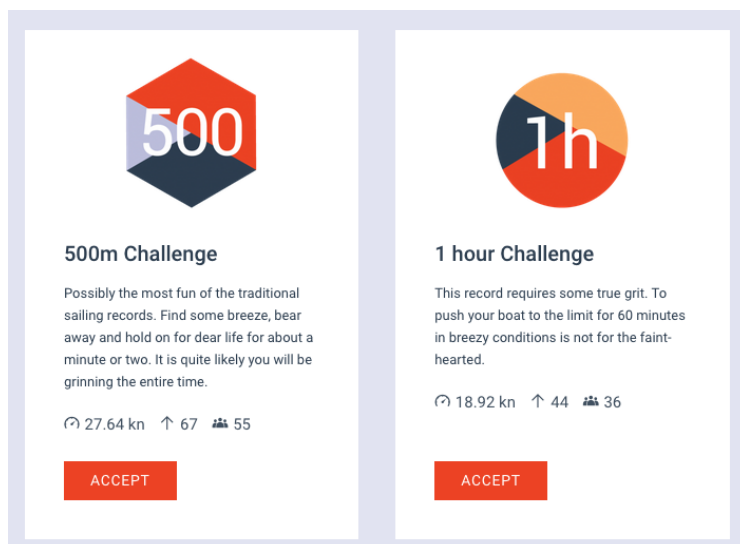 500
500m Challenge
Possibly the most fun of the traditional
sailing records. Find some breeze, bear
away and hold on for dear life for about a
minute or two. It is quite likely you will be
grinning the entire time.
27.64 kn 67 55
ACCEPT
1h
1 hour Challenge
This record requires some true grit. To
push your boat to the limit for 60 minutes
in breezy conditions is not for the faint-
hearted.
18.92 kn 44 36
ACCEPT